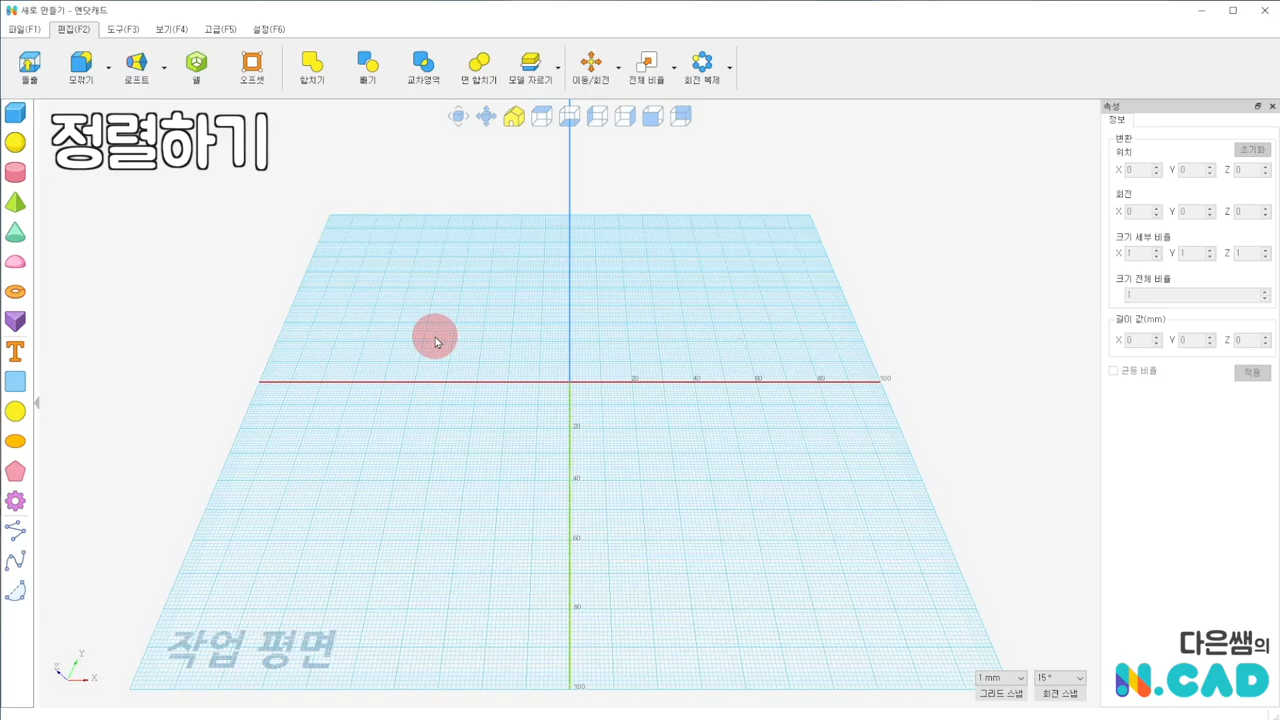 새로 만들기 - 엔닷캐드
파일(F1) 편집(F2) 도구(F3) 보기(F4) 고급(F5) 설정(F6)
돌출 모깎기 로프트 쉘 오프셋 합치기 빼기 교차영역 면 합치기 모델 자르기 이동/회전 전체 비율 회전 복제
정렬하기
속성
정보
변환
위치 초기화
X 0 Y 0 Z 0
회전
X 0 Y 0 Z 0
크기 세부 비율
X 1 Y 1 Z 1
크기 전체 비율
1
길이 값(mm)
X 0 Y 0 Z 0
균등 비율 적용
T
20 40 60 80 100
20
40
60
80
100
작업 평면
Z Y X
1 mm 15°
그리드 스냅 회전 스냅
다은쌤의
N.CAD